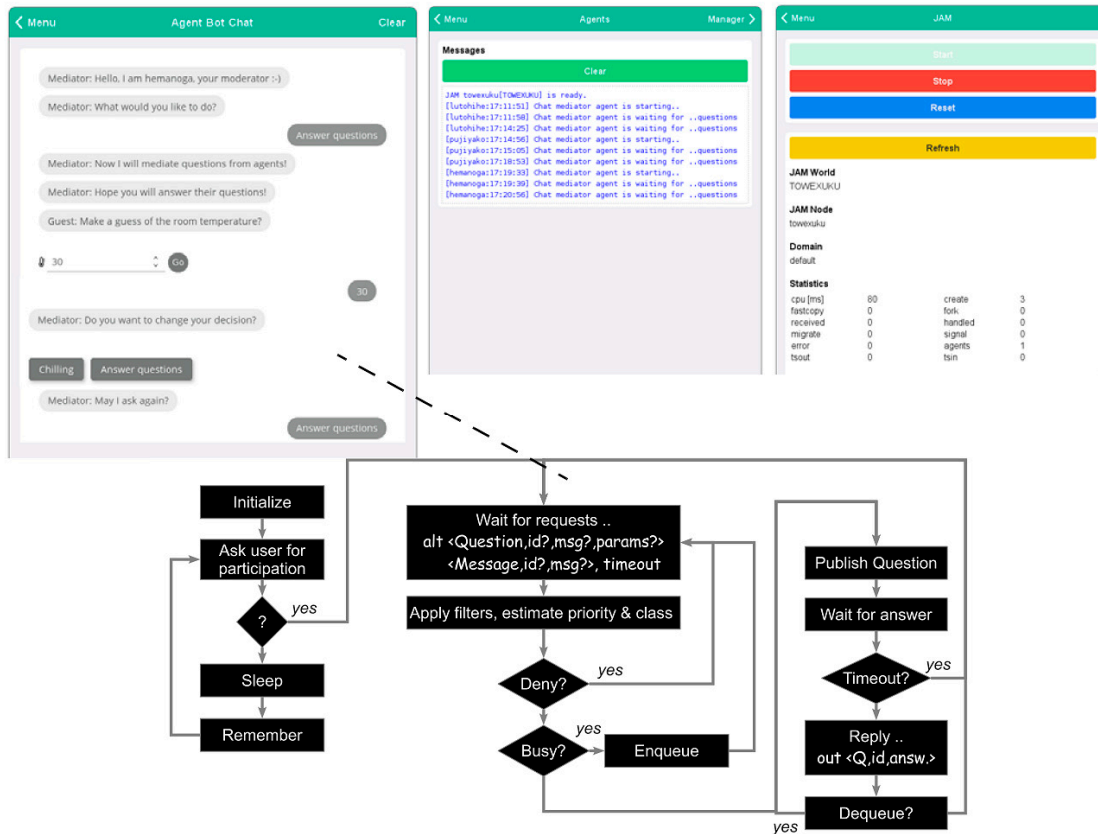 Menu
Agent Bot Chat
Clear
Mediator: Hello, I am hemanoga, your moderator :-)
Mediator: What would you like to do?
Answer questions
Mediator: Now I will mediate questions from agents!
Mediator: Hope you will answer their questions!
Guest: Make a guess of the room temperature?
30
Go
30
Mediator: Do you want to change your decision?
Chilling
Answer questions
Mediator: May I ask again?
Answer questions
Menu
Agents
Manager
Messages
Clear
JAM towexuku[TOWEXUKU] is ready.
[lutohihe:17:11:51] Chat mediator agent is starting..
[lutohihe:17:11:58] Chat mediator agent is waiting for ..questions
[lutohihe:17:14:25] Chat mediator agent is waiting for ..questions
[pujiyako:17:14:56] Chat mediator agent is starting..
[pujiyako:17:15:05] Chat mediator agent is waiting for ..questions
[pujiyako:17:18:53] Chat mediator agent is waiting for ..questions
[hemanoga:17:19:33] Chat mediator agent is starting..
[hemanoga:17:19:39] Chat mediator agent is waiting for ..questions
[hemanoga:17:20:56] Chat mediator agent is waiting for ..questions
Menu
JAM
Start
Stop
Reset
Refresh
JAM World
TOWEXUKU
JAM Node
towexuku
Domain
default
Statistics
cpu [ms] 80 create 3
fastcopy 0 fork 0
received 0 handled 0
migrate 0 signal 0
error 0 agents 1
tsout 0 tsin 0
Initialize
Ask user for
participation
?
yes
Sleep
Remember
Wait for requests ..
alt <Question,id?,msg?,params?>
<Message,id?,msg?>, timeout
Apply filters, estimate priority & class
Deny?
yes
Busy?
yes
Enqueue
Publish Question
Wait for answer
Timeout?
yes
Reply ..
out <Q,id,answ.>
Dequeue?
yes